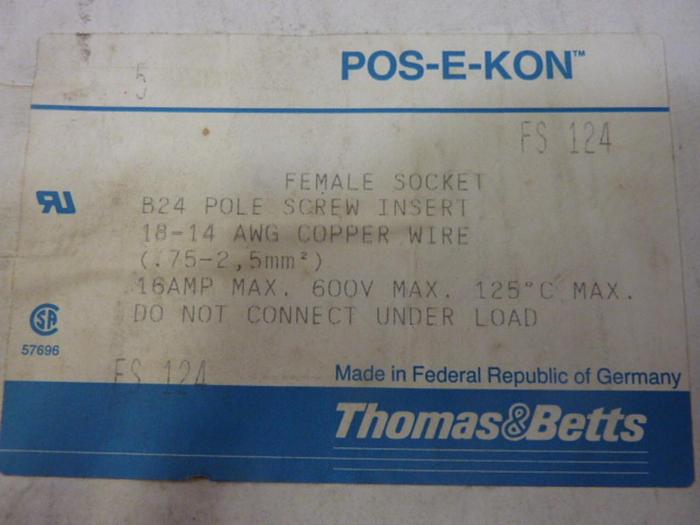 5
POS-E-KON™
FS 124
FEMALE SOCKET
B24 POLE SCREW INSERT
18-14 AWG COPPER WIRE
(.75-2,5mm²)
16AMP MAX. 600V MAX. 125°C MAX.
DO NOT CONNECT UNDER LOAD
RU
SA
57696
FS 124
Made in Federal Republic of Germany
Thomas&Betts